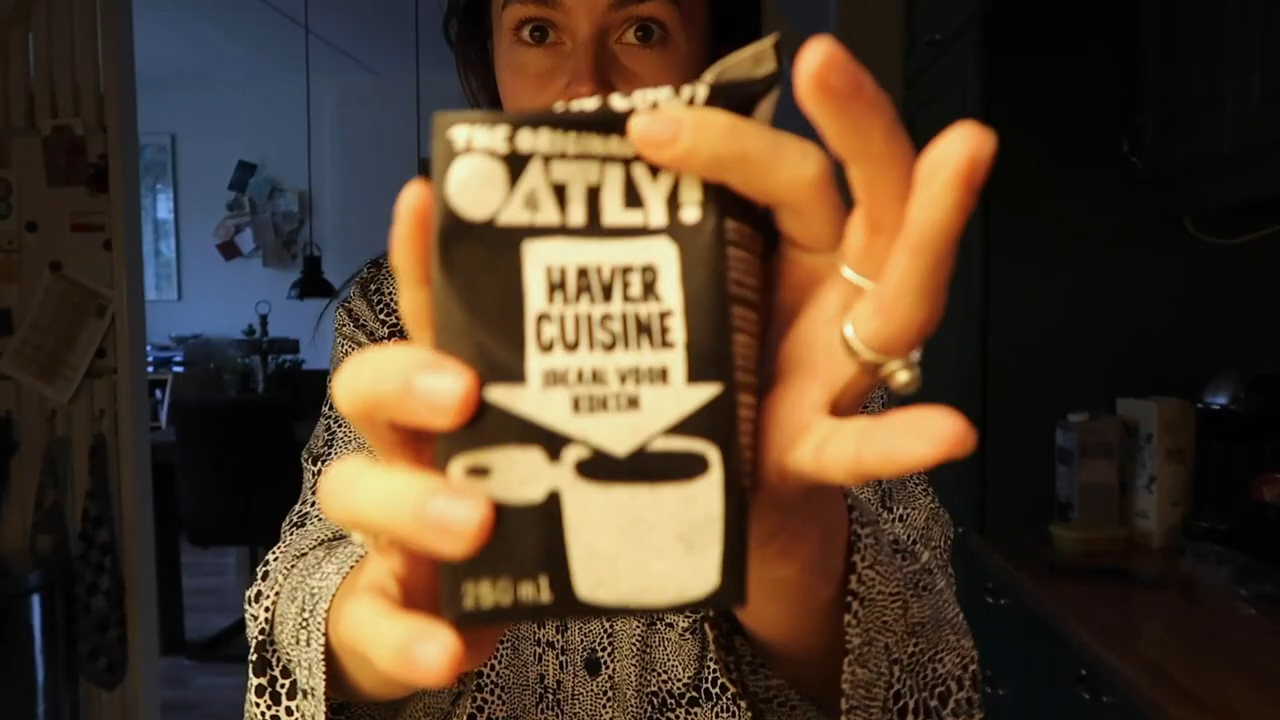 THE ORIGINAL
OATLY!
HAVER
CUISINE
IDEAAL VOOR
KOKEN
250 mL